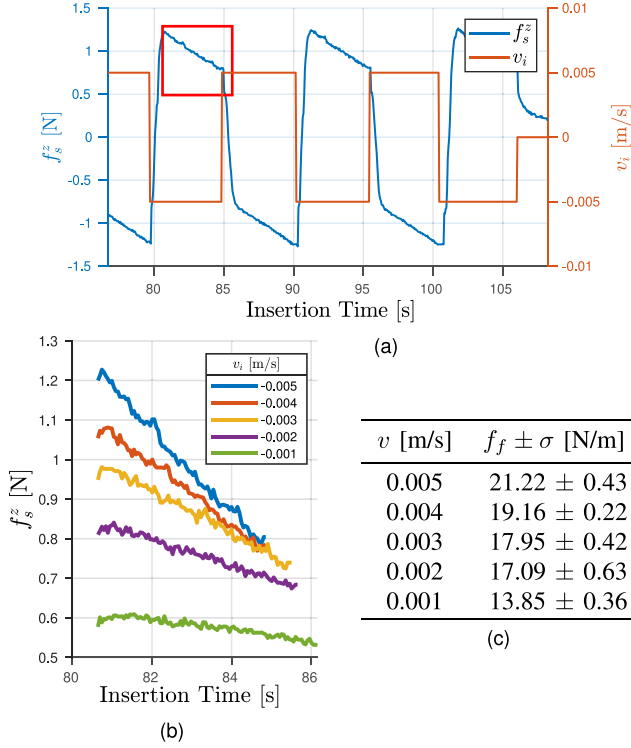 1.5
1
0.5
0
-0.5
-1
-1.5
f_s^z [N]
0.01
0.005
0
-0.005
-0.01
v_i [m/s]
f_s^z
v_i
80 85 90 95 100 105
Insertion Time [s]
(a)
1.3
1.2
1.1
1
0.9
0.8
0.7
0.6
0.5
f_s^z [N]
v_i [m/s]
-0.005
-0.004
-0.003
-0.002
-0.001
80 82 84 86
Insertion Time [s]
(b)
v [m/s] f_f ± σ [N/m]
0.005 21.22 ± 0.43
0.004 19.16 ± 0.22
0.003 17.95 ± 0.42
0.002 17.09 ± 0.63
0.001 13.85 ± 0.36
(c)